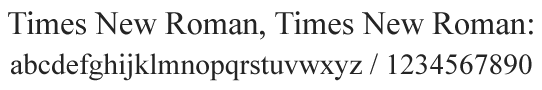 Times New Roman, Times New Roman:
abcdefghijklmnopqrstuvwxyz / 1234567890